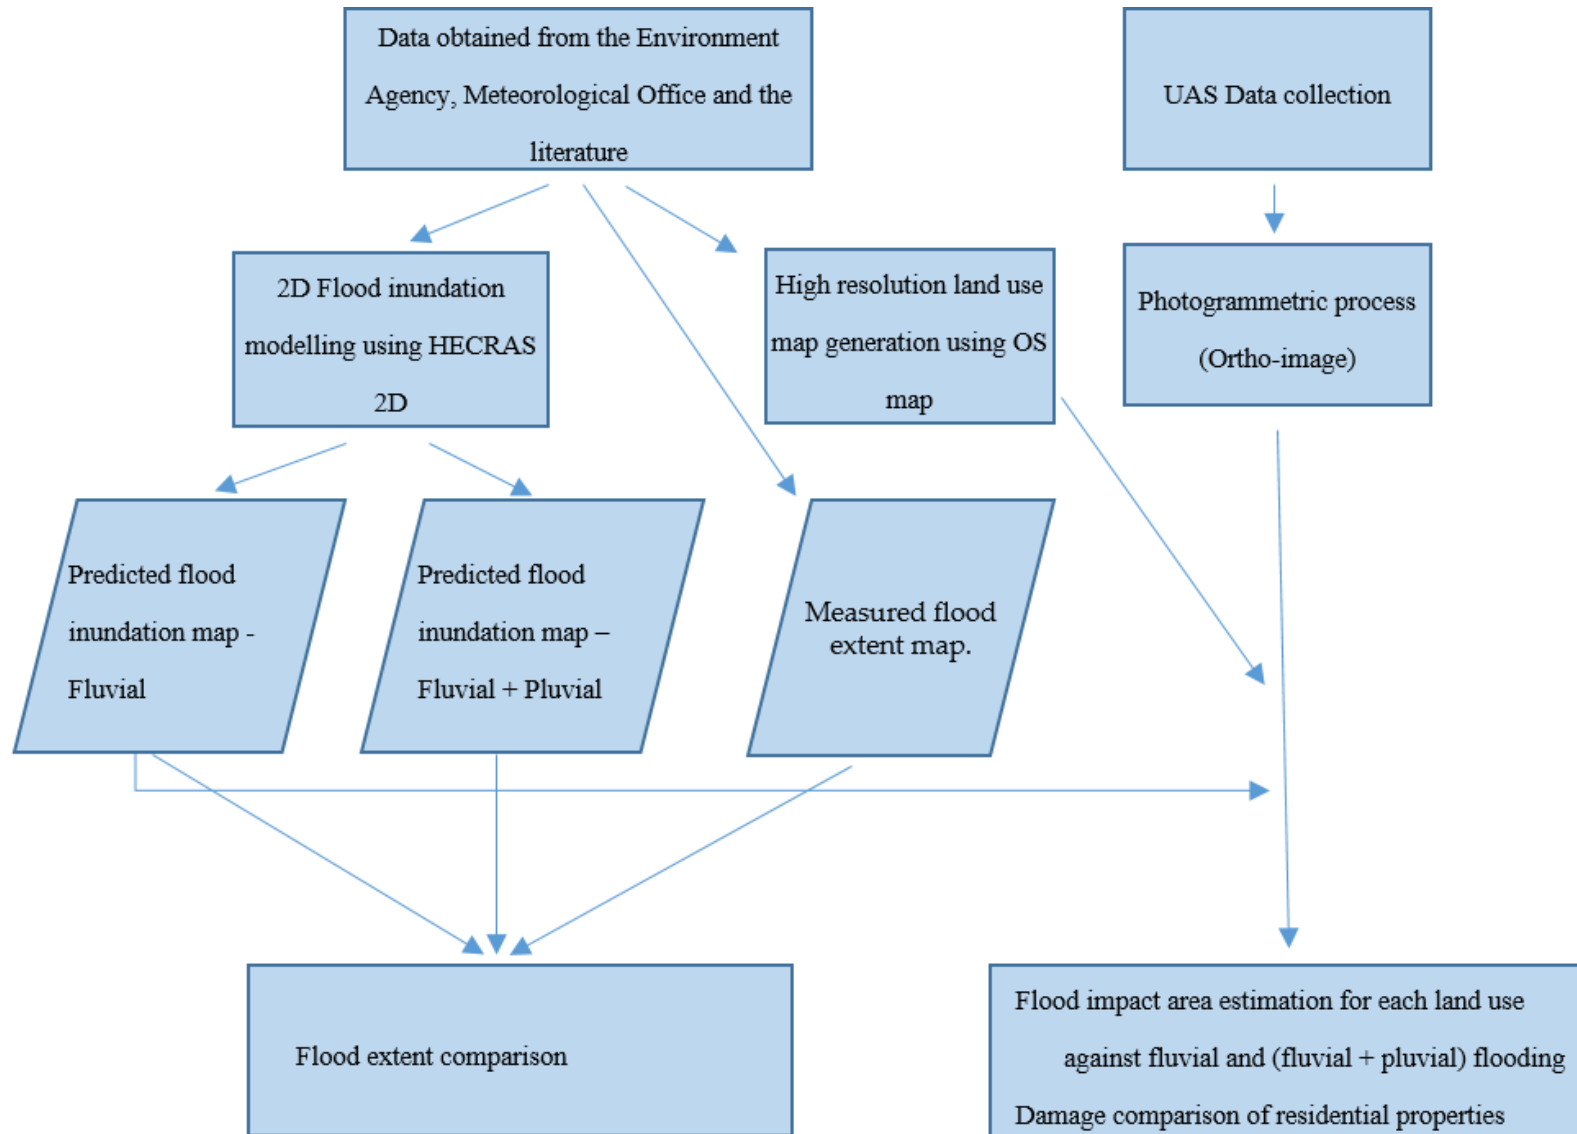 Data obtained from the Environment
Agency, Meteorological Office and the
literature
UAS Data collection
2D Flood inundation
modelling using HECRAS
2D
High resolution land use
map generation using OS
map
Photogrammetric process
(Ortho-image)
Predicted flood
inundation map -
Fluvial
Predicted flood
inundation map –
Fluvial + Pluvial
Measured flood
extent map.
Flood extent comparison
Flood impact area estimation for each land use
against fluvial and (fluvial + pluvial) flooding
Damage comparison of residential properties